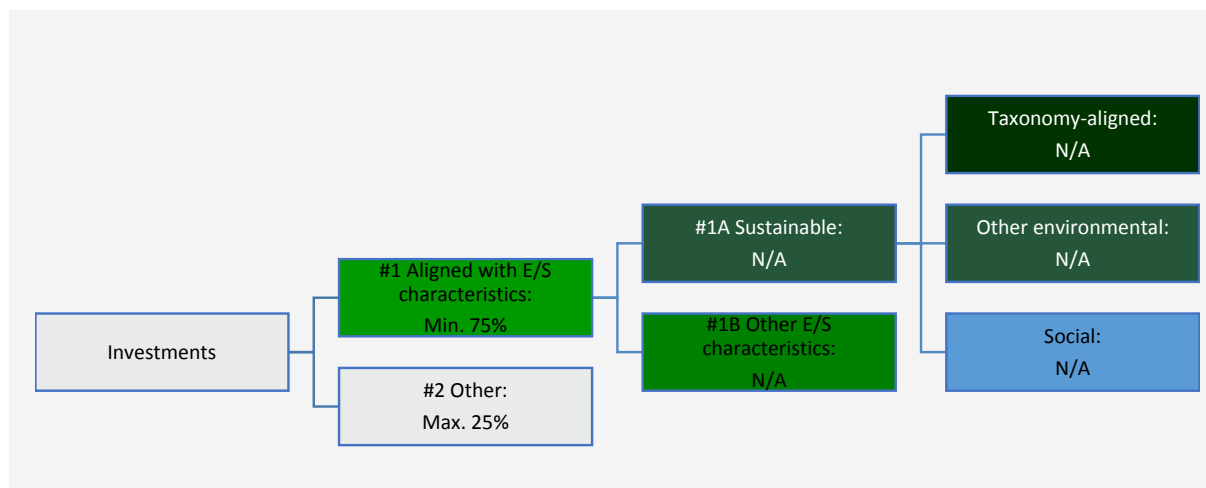 Investments
#1 Aligned with E/S
characteristics:
Min. 75%
#2 Other:
Max. 25%
#1A Sustainable:
N/A
#1B Other E/S
characteristics:
N/A
Taxonomy-aligned:
N/A
Other environmental:
N/A
Social:
N/A